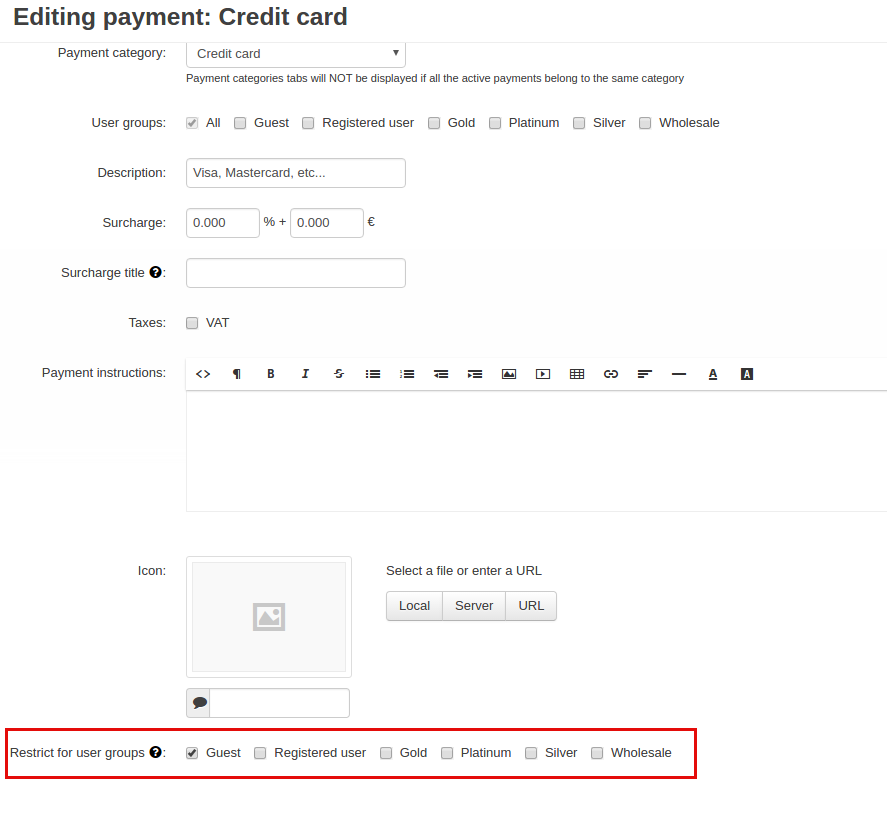 Editing payment: Credit card
Payment category: Credit card
Payment categories tabs will NOT be displayed if all the active payments belong to the same category
User groups: All Guest Registered user Gold Platinum Silver Wholesale
Description: Visa, Mastercard, etc...
Surcharge: 0.000 % + 0.000 €
Surcharge title ?:
Taxes: VAT
Payment instructions: <> ¶ B I S A A
Icon: Select a file or enter a URL
Local Server URL
Restrict for user groups ?: Guest Registered user Gold Platinum Silver Wholesale